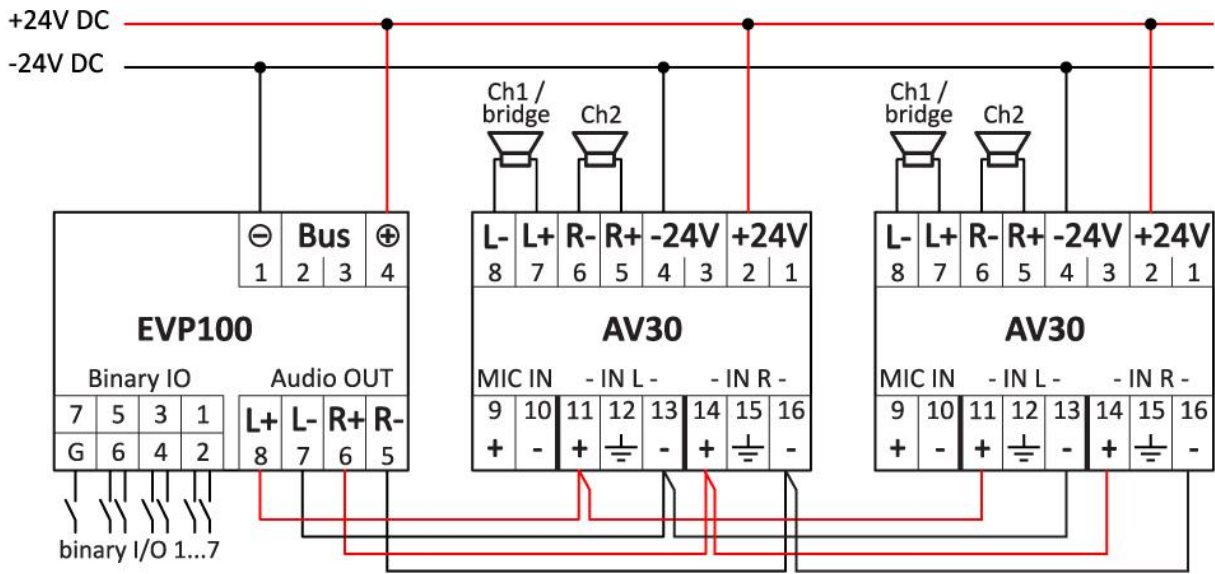 +24V DC
-24V DC
Ch1 /
bridge Ch2
Ch1 /
bridge Ch2
⊖ Bus ⊕
1 2 3 4
EVP100
Binary IO Audio OUT
7 5 3 1
G 6 4 2
L+ L- R+ R-
8 7 6 5
binary I/O 1...7
L- L+ R- R+ -24V +24V
8 7 6 5 4 3 2 1
AV30
MIC IN - IN L - - IN R -
9 10 11 12 13 14 15 16
+ - + ⏚ - + ⏚ -
L- L+ R- R+ -24V +24V
8 7 6 5 4 3 2 1
AV30
MIC IN - IN L - - IN R -
9 10 11 12 13 14 15 16
+ - + ⏚ - + ⏚ -